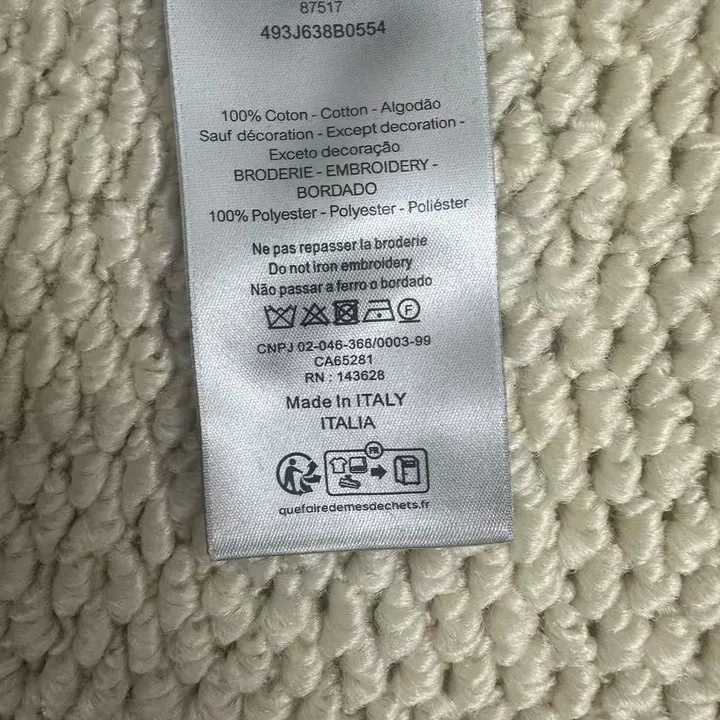 87517
493J638B0554
100% Coton - Cotton - Algodão
Sauf décoration - Except decoration -
Exceto decoração
BRODERIE - EMBROIDERY -
BORDADO
100% Polyester - Polyester - Poliéster
Ne pas repasser la broderie
Do not iron embroidery
Não passar a ferro o bordado
F
CNPJ 02-046-366/0003-99
CA65281
RN : 143628
Made In ITALY
ITALIA
FR
quefairedemesdechets.fr